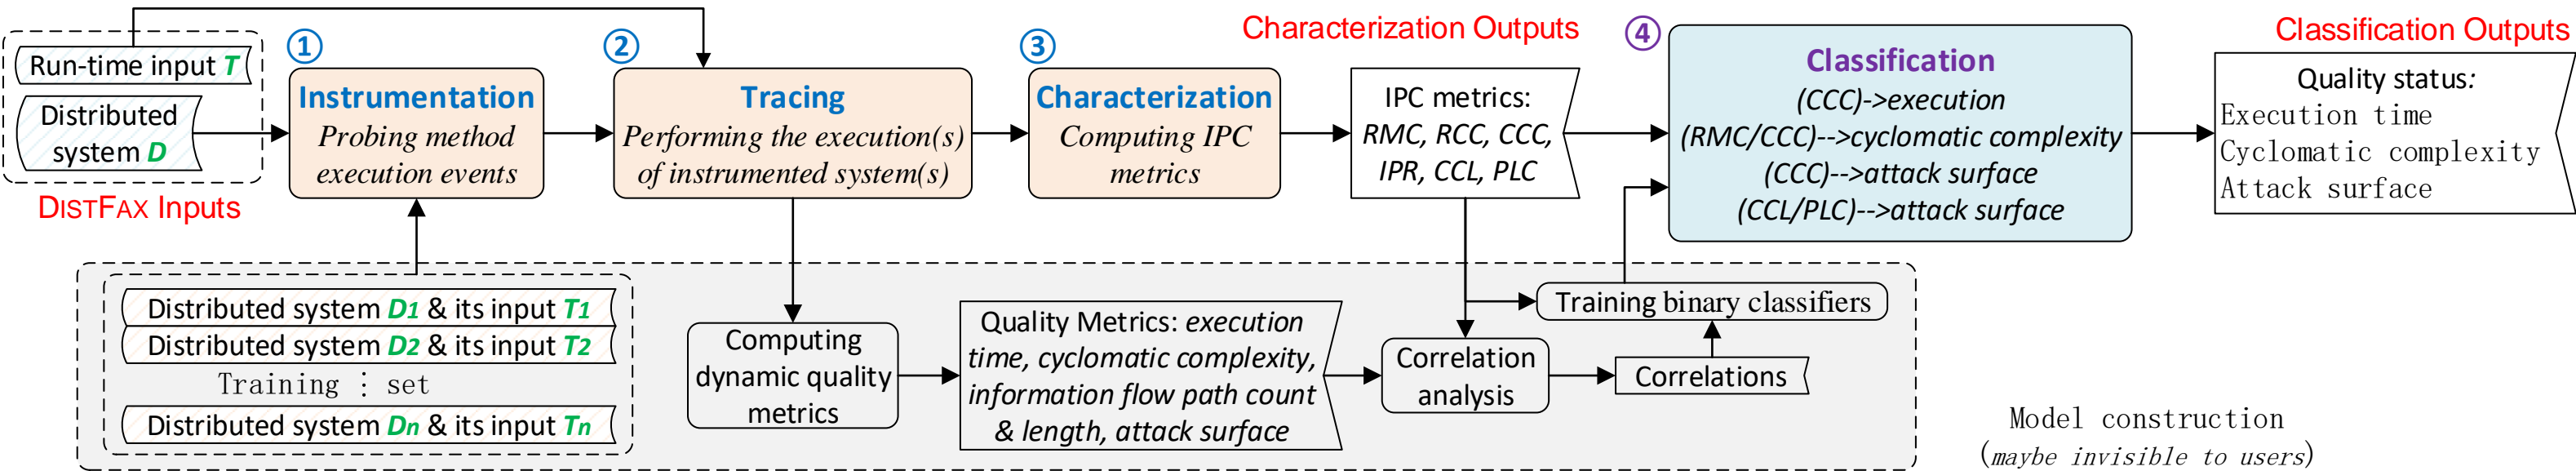 Run-time input T
Distributed
system D
DISTFAX Inputs
①
Instrumentation
Probing method
execution events
②
Tracing
Performing the execution(s)
of instrumented system(s)
③
Characterization
Computing IPC
metrics
Characterization Outputs
IPC metrics:
RMC, RCC, CCC,
IPR, CCL, PLC
④
Classification
(CCC)->execution
(RMC/CCC)-->cyclomatic complexity
(CCC)-->attack surface
(CCL/PLC)-->attack surface
Classification Outputs
Quality status:
Execution time
Cyclomatic complexity
Attack surface
Distributed system D1 & its input T1
Distributed system D2 & its input T2
Training ⋮ set
Distributed system Dn & its input Tn
Computing
dynamic quality
metrics
Quality Metrics: execution
time, cyclomatic complexity,
information flow path count
& length, attack surface
Correlation
analysis
Correlations
Training binary classifiers
Model construction
(maybe invisible to users)